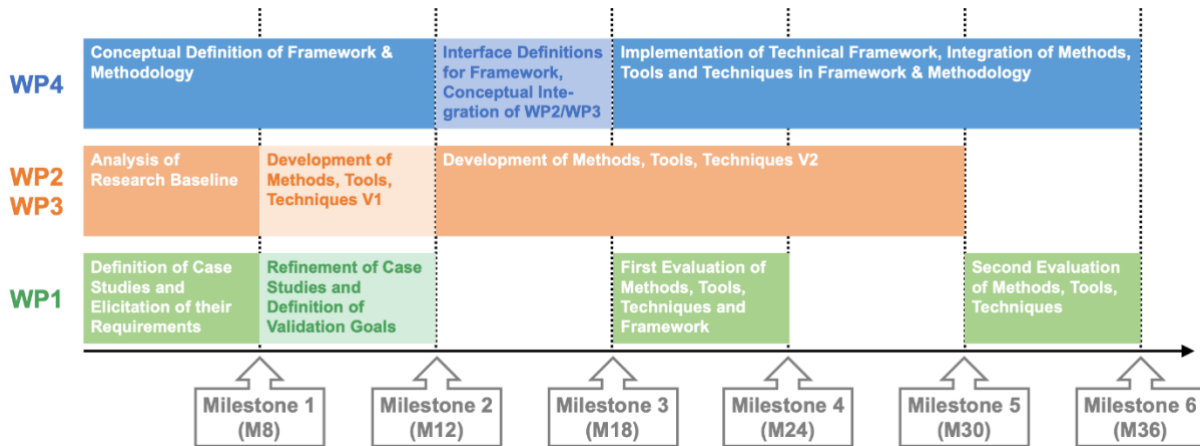 WP4
Conceptual Definition of Framework &
Methodology
Interface Definitions
for Framework,
Conceptual Inte-
gration of WP2/WP3
Implementation of Technical Framework, Integration of Methods,
Tools and Techniques in Framework & Methodology
WP2
WP3
Analysis of
Research Baseline
Development of
Methods, Tools,
Techniques V1
Development of Methods, Tools, Techniques V2
WP1
Definition of Case
Studies and
Elicitation of their
Requirements
Refinement of Case
Studies and
Definition of
Validation Goals
First Evaluation of
Methods, Tools,
Techniques and
Framework
Second Evaluation
of Methods, Tools,
Techniques
Milestone 1
(M8)
Milestone 2
(M12)
Milestone 3
(M18)
Milestone 4
(M24)
Milestone 5
(M30)
Milestone 6
(M36)